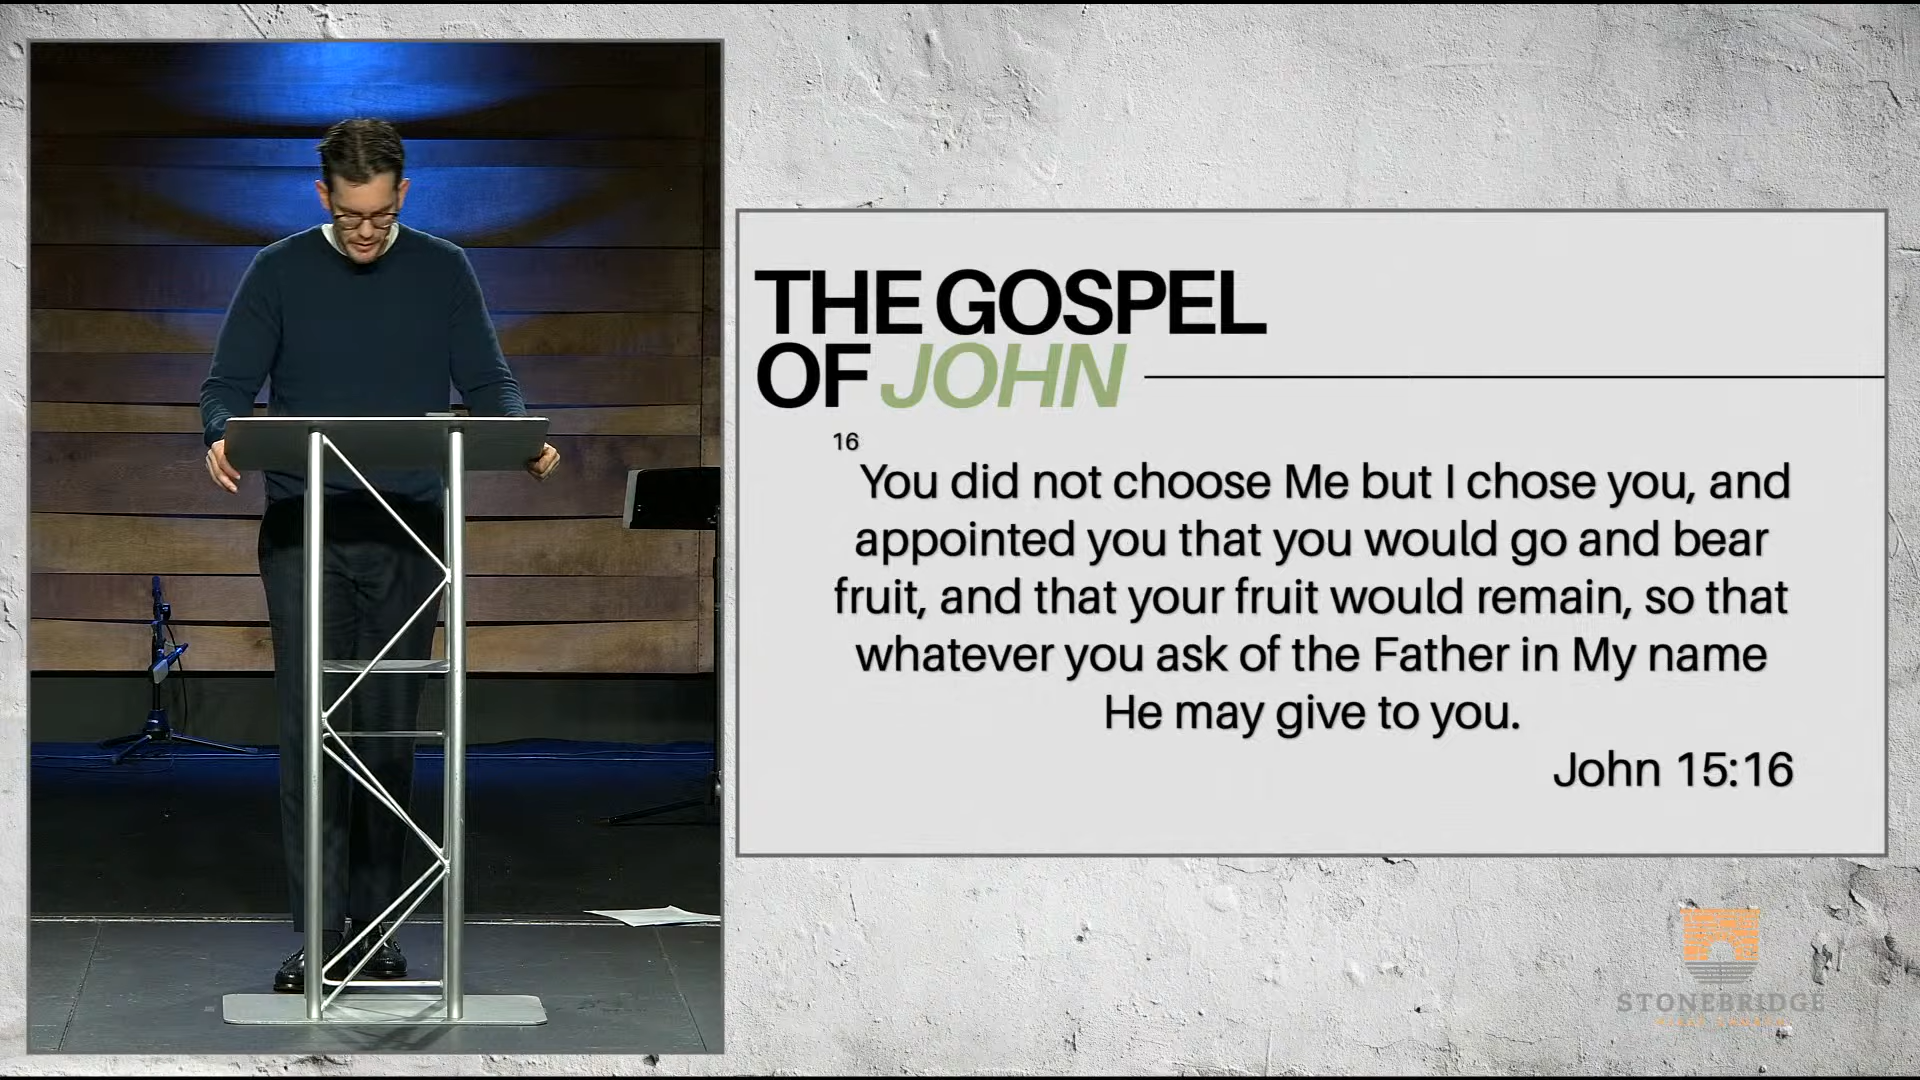 THE GOSPEL
OF JOHN
16
You did not choose Me but I chose you, and
appointed you that you would go and bear
fruit, and that your fruit would remain, so that
whatever you ask of the Father in My name
He may give to you.
John 15:16
STONEBRIDGE